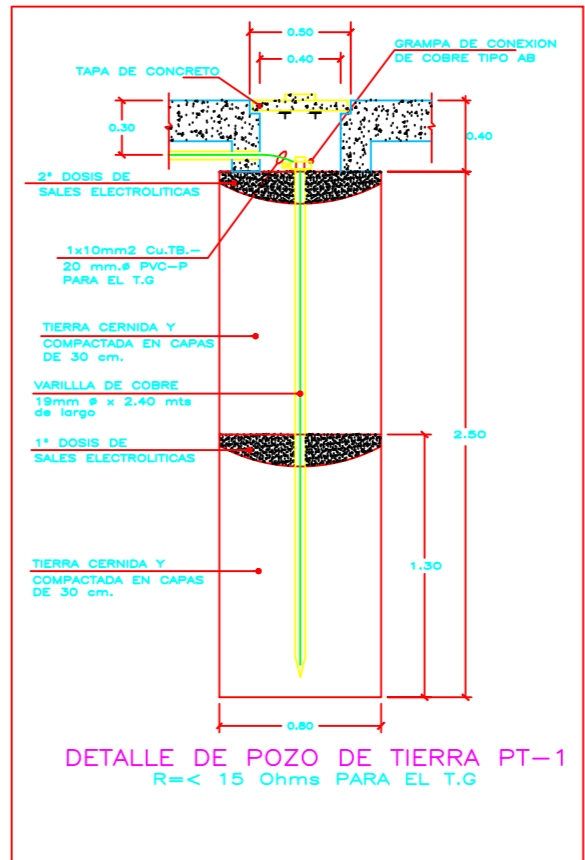 0.50
0.40
GRAMPA DE CONEXION
DE COBRE TIPO AB
TAPA DE CONCRETO
0.30
0.40
2° DOSIS DE
SALES ELECTROLITICAS
1x10mm2 Cu.TB.-
20 mm.ø PVC-P
PARA EL T.G
TIERRA CERNIDA Y
COMPACTADA EN CAPAS
DE 30 cm.
VARILLLA DE COBRE
19mm ø x 2.40 mts
de largo
2.50
1° DOSIS DE
SALES ELECTROLITICAS
1.30
TIERRA CERNIDA Y
COMPACTADA EN CAPAS
DE 30 cm.
0.80
DETALLE DE POZO DE TIERRA PT-1
R=< 15 Ohms PARA EL T.G